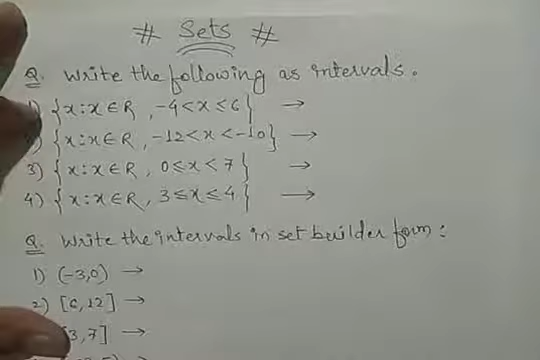 # Sets #
Q. Write the following as intervals.
1) {x:x∈R, -4<x≤6} →
{x:x∈R, -12<x<-10} →
3) {x:x∈R, 0≤x<7} →
4) {x:x∈R, 3≤x≤4} →
Q. Write the intervals in set builder form:
1) (-3,0) →
2) [6,12] →
3,7] →